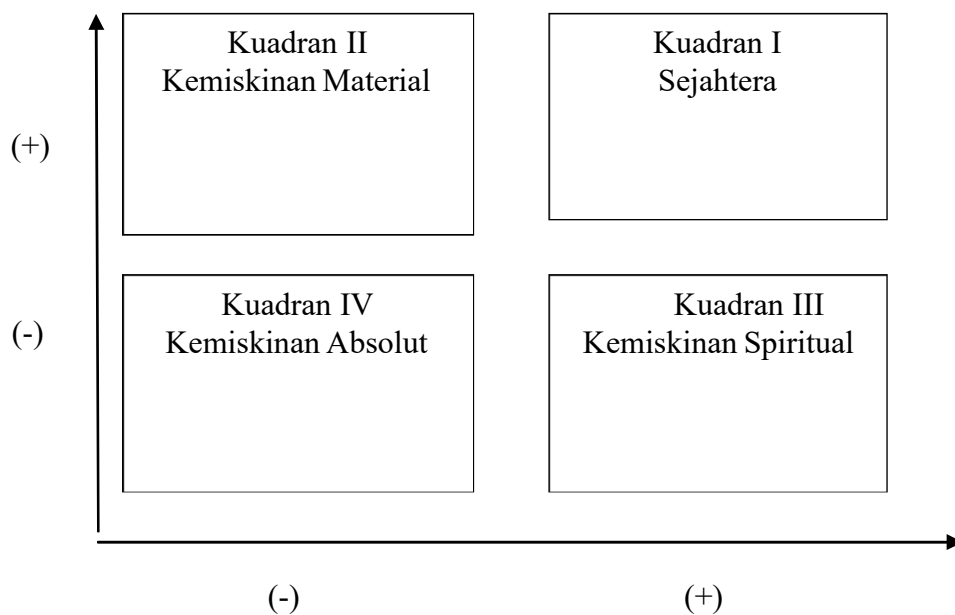 Kuadran II
Kemiskinan Material
Kuadran I
Sejahtera
(+)
Kuadran IV
Kemiskinan Absolut
Kuadran III
Kemiskinan Spiritual
(-)
(-)
(+)